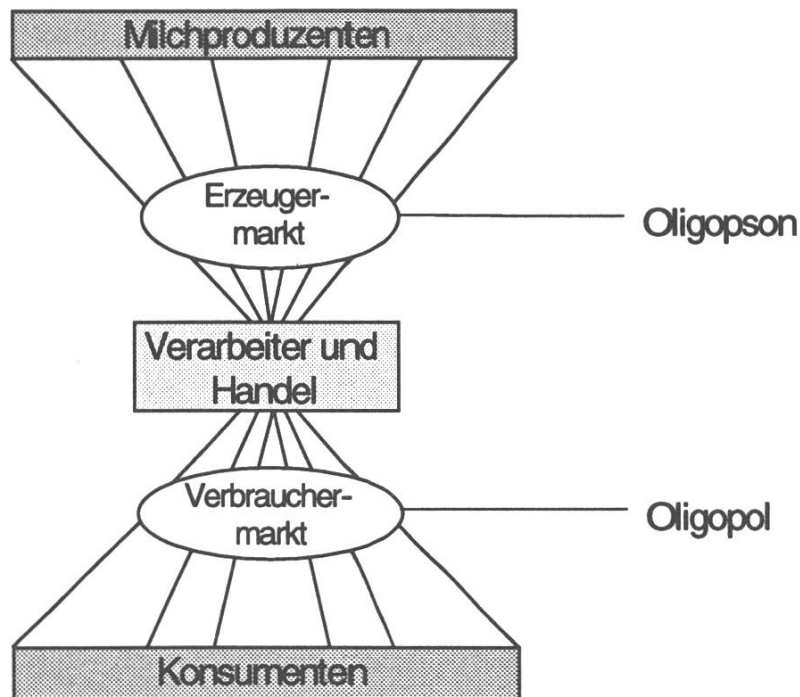 Milchproduzenten
Erzeuger-
markt
Oligopson
Verarbeiter und
Handel
Verbraucher-
markt
Oligopol
Konsumenten